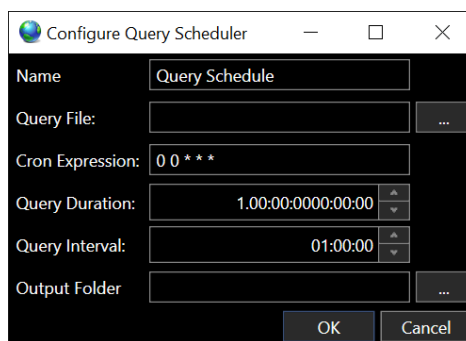 Configure Query Scheduler
Name Query Schedule
Query File: ...
Cron Expression: 0 0 * * *
Query Duration: 1.00:00:0000:00:00
Query Interval: 01:00:00
Output Folder ...
OK Cancel